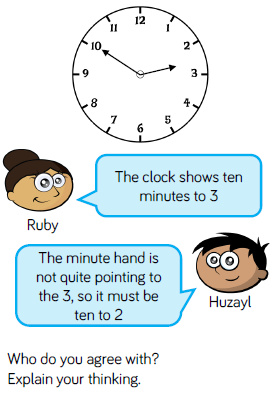 12
11
1
10
2
9
3
8
4
7
5
6
The clock shows ten
minutes to 3
Ruby
The minute hand is
not quite pointing to
the 3, so it must be
ten to 2
Huzayl
Who do you agree with?
Explain your thinking.